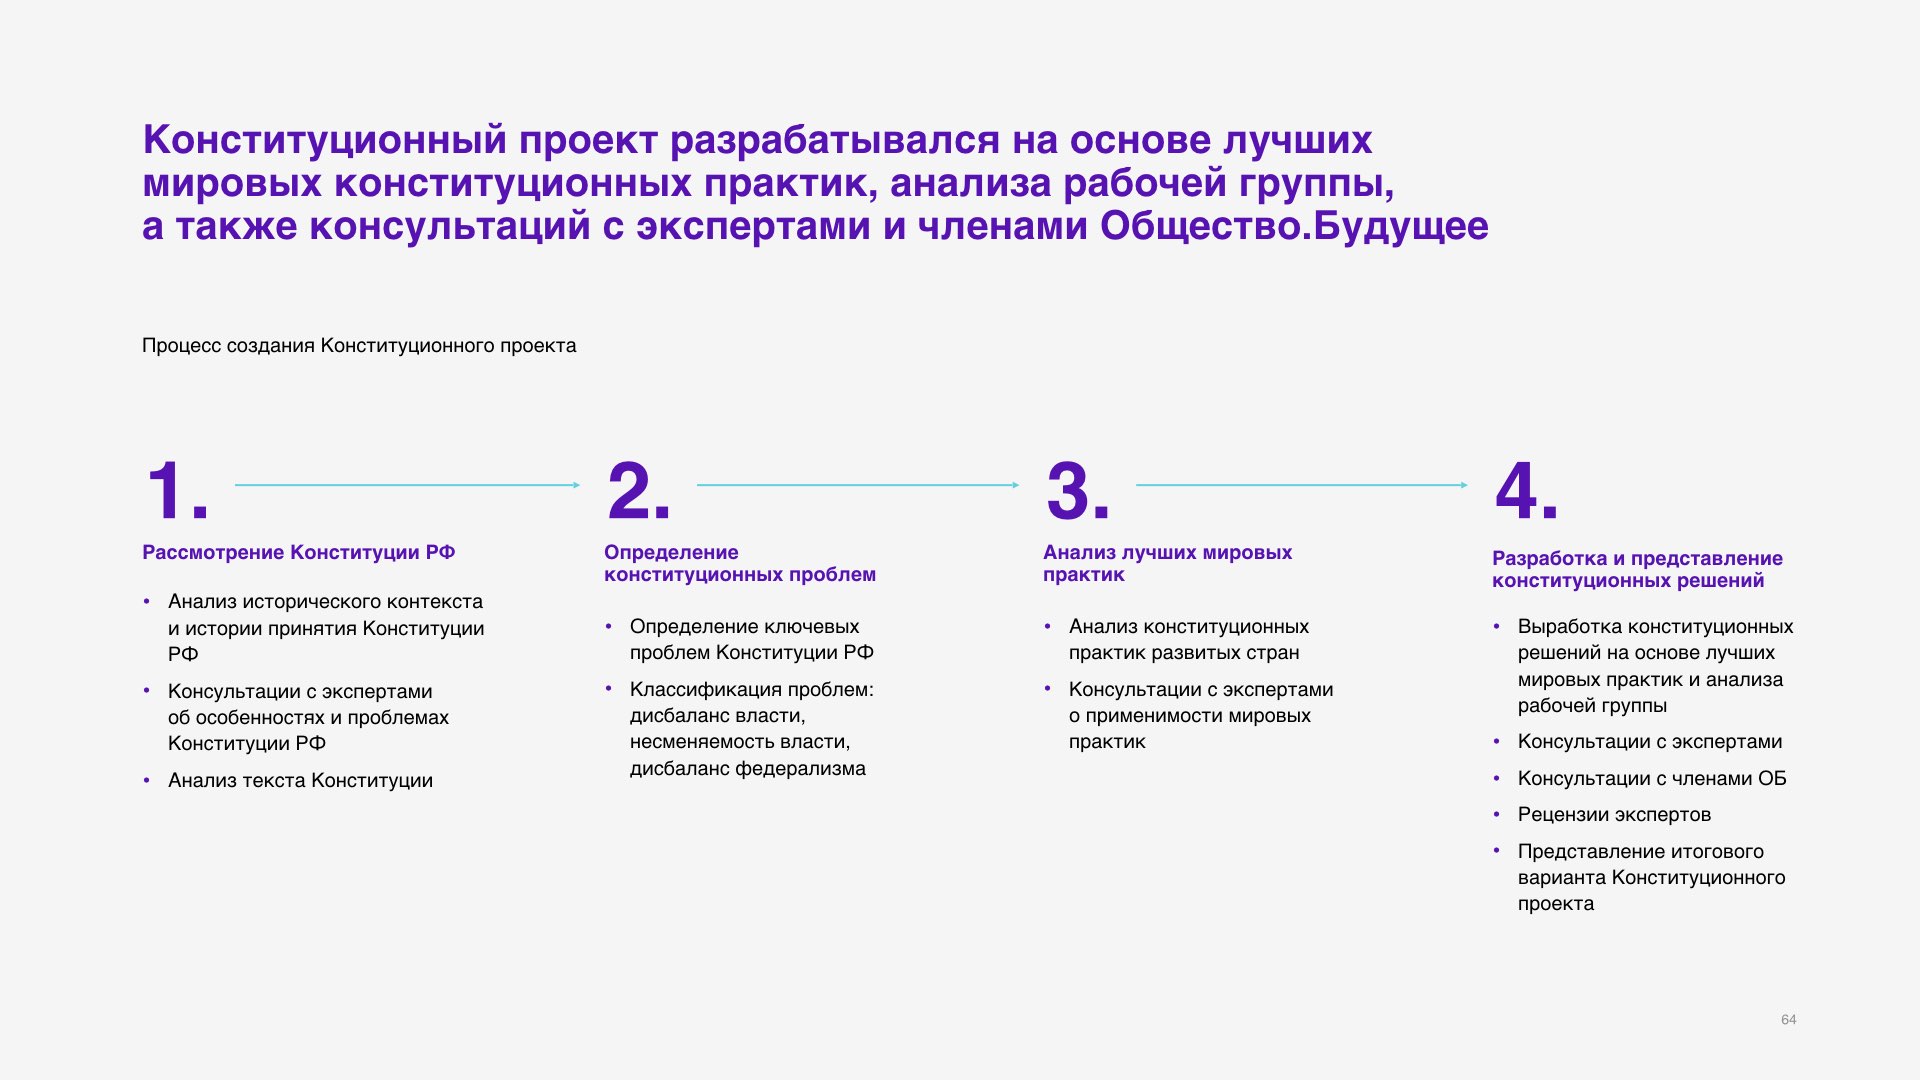 Конституционный проект разрабатывался на основе лучших
мировых конституционных практик, анализа рабочей группы,
а также консультаций с экспертами и членами Общество.Будущее
Процесс создания Конституционного проекта
1.
Рассмотрение Конституции РФ
• Анализ исторического контекста
и истории принятия Конституции
РФ
• Консультации с экспертами
об особенностях и проблемах
Конституции РФ
• Анализ текста Конституции
2.
Определение
конституционных проблем
• Определение ключевых
проблем Конституции РФ
• Классификация проблем:
дисбаланс власти,
несменяемость власти,
дисбаланс федерализма
3.
Анализ лучших мировых
практик
• Анализ конституционных
практик развитых стран
• Консультации с экспертами
о применимости мировых
практик
4.
Разработка и представление
конституционных решений
• Выработка конституционных
решений на основе лучших
мировых практик и анализа
рабочей группы
• Консультации с экспертами
• Консультации с членами ОБ
• Рецензии экспертов
• Представление итогового
варианта Конституционного
проекта
64